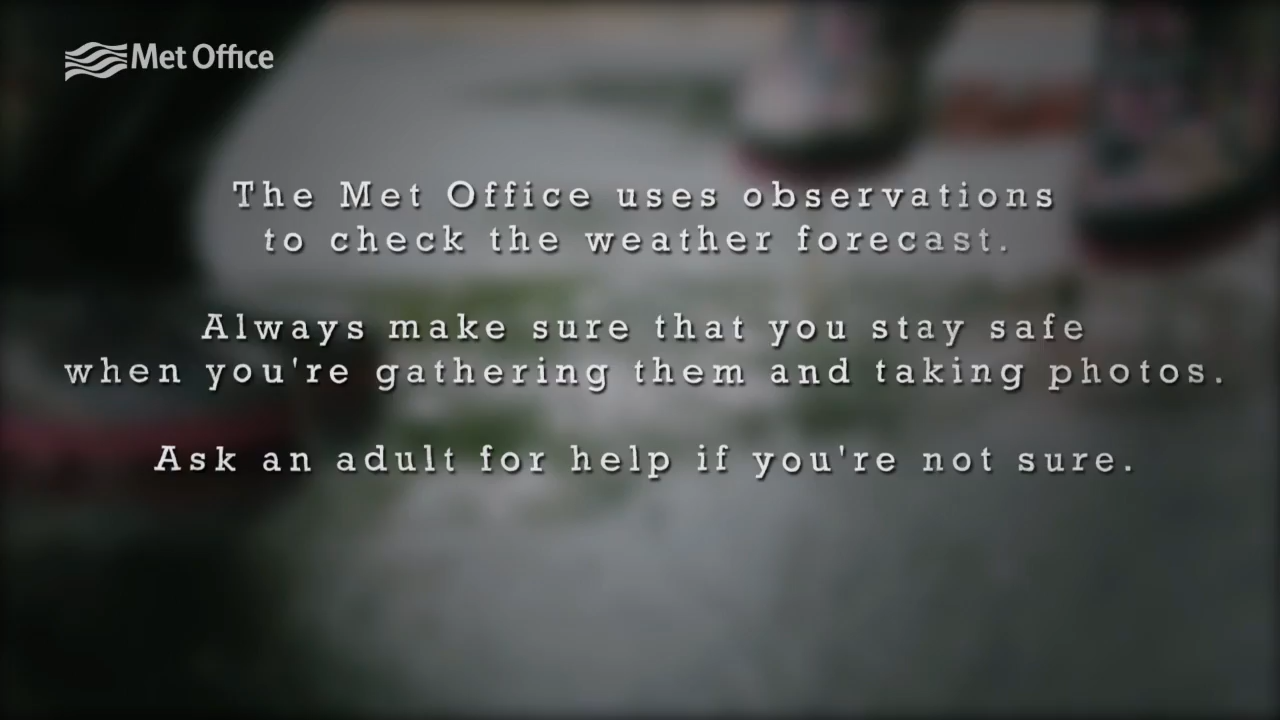 Met Office
The Met Office uses observations
to check the weather forecast.
Always make sure that you stay safe
when you're gathering them and taking photos.
Ask an adult for help if you're not sure.